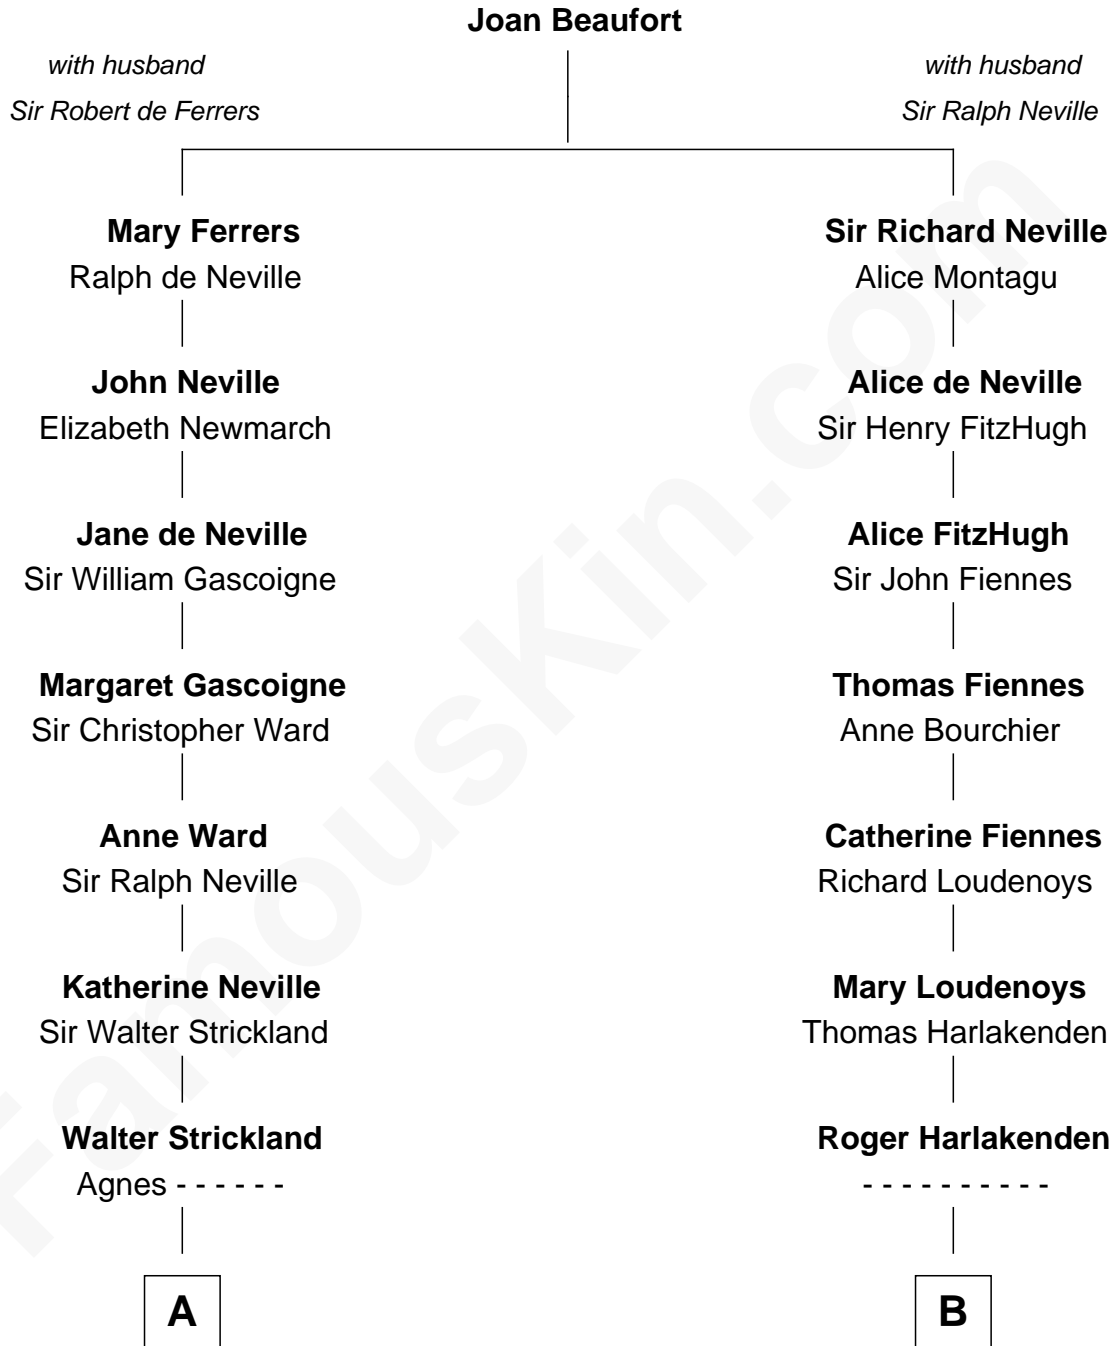 Joan Beaufort
with husband
Sir Robert de Ferrers
with husband
Sir Ralph Neville
Mary Ferrers
Ralph de Neville
Sir Richard Neville
Alice Montagu
John Neville
Elizabeth Newmarch
Alice de Neville
Sir Henry FitzHugh
Jane de Neville
Sir William Gascoigne
Alice FitzHugh
Sir John Fiennes
Margaret Gascoigne
Sir Christopher Ward
Thomas Fiennes
Anne Bourchier
Anne Ward
Sir Ralph Neville
Catherine Fiennes
Richard Loudenoys
Katherine Neville
Sir Walter Strickland
Mary Loudenoys
Thomas Harlakenden
Walter Strickland
Agnes - - - - - -
Roger Harlakenden
- - - - - - - - - -
A
B
FamousKin.com